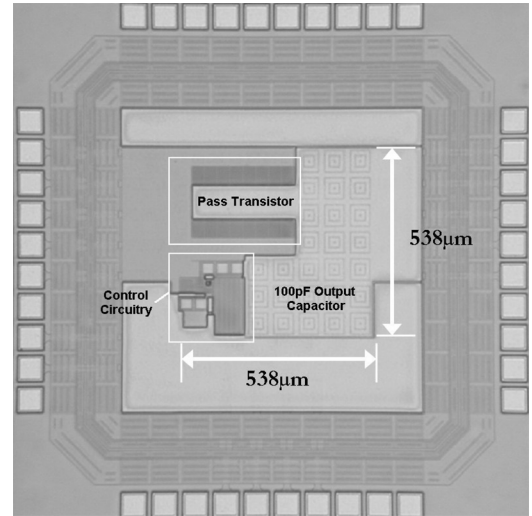 Pass Transistor
538μm
Control
Circuitry
100pF Output
Capacitor
538μm